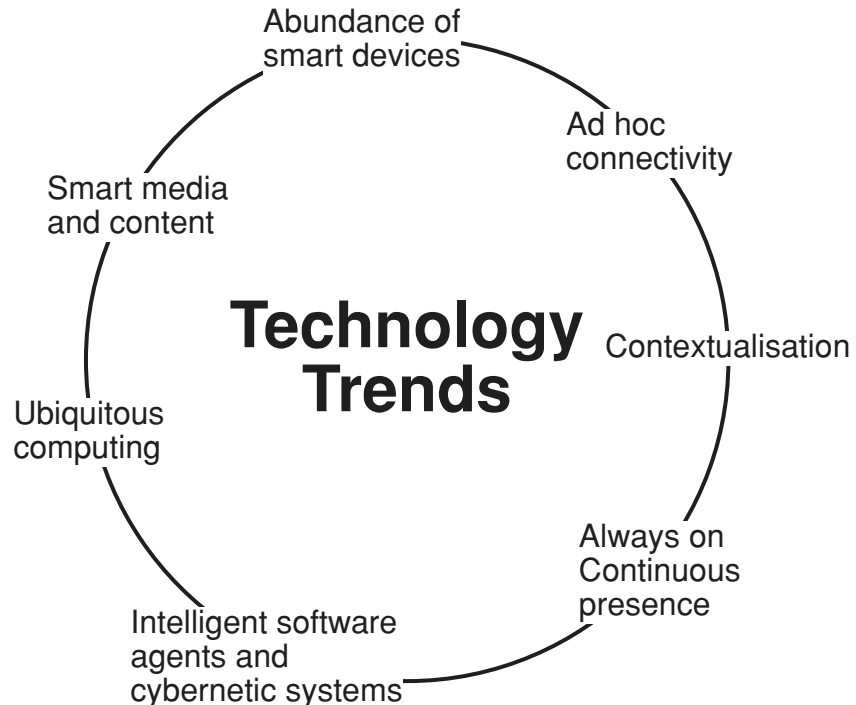 Abundance of
smart devices
Ad hoc
connectivity
Smart media
and content
Technology
Trends
Contextualisation
Ubiquitous
computing
Always on
Continuous
presence
Intelligent software
agents and
cybernetic systems